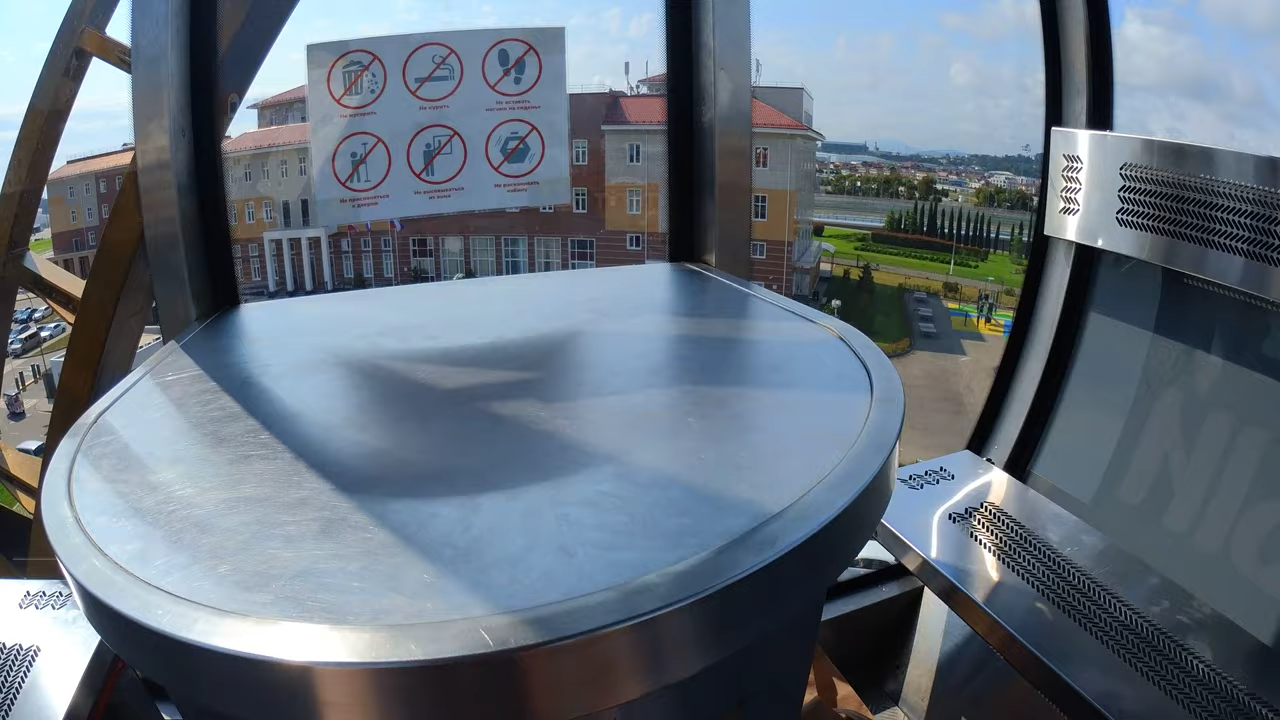 Не мусорить
Не курить
Не вставать
ногами на сиденья
Не прислоняться
к дверям
Не высовываться
из окна
Не раскачивать
кабину